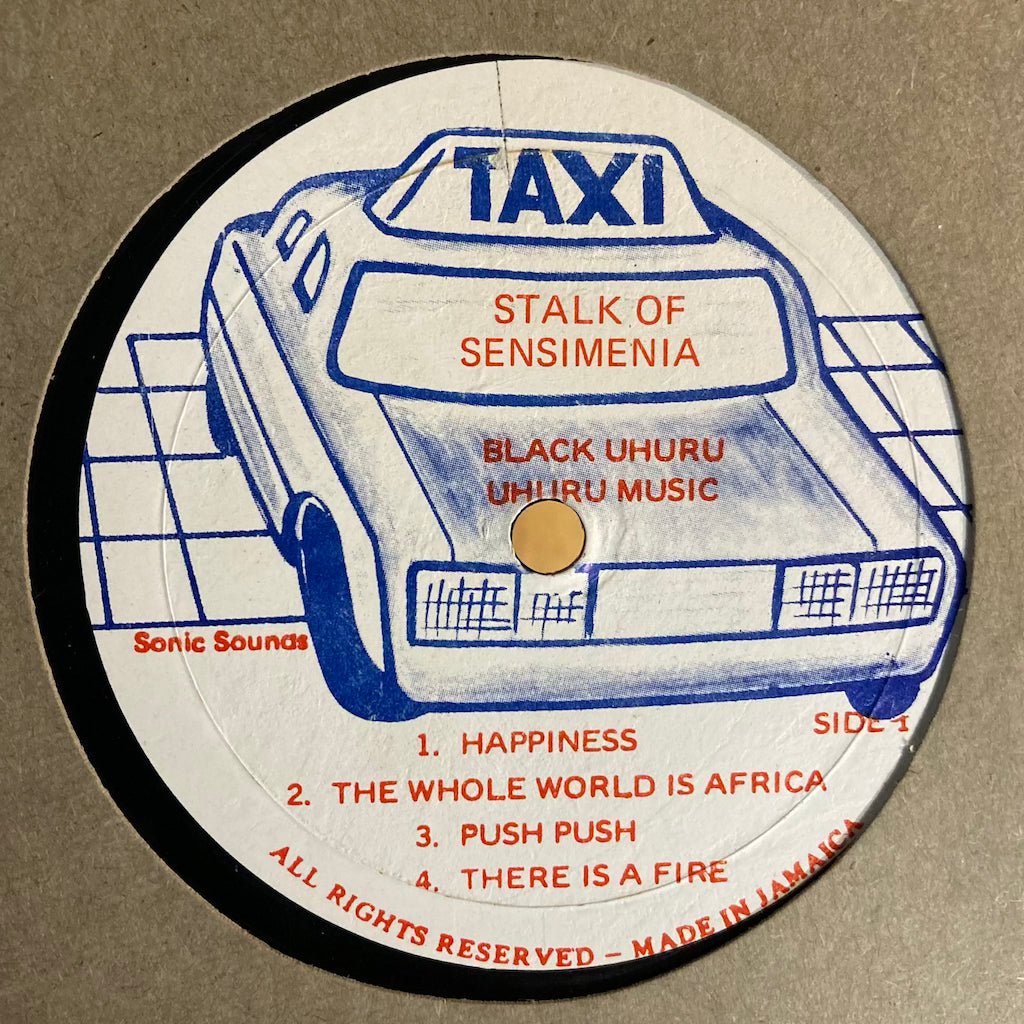 TAXI
STALK OF
SENSIMENIA
BLACK UHURU
UHURU MUSIC
Sonic Sounds
SIDE 1
1. HAPPINESS
2. THE WHOLE WORLD IS AFRICA
3. PUSH PUSH
4. THERE IS A FIRE
ALL RIGHTS RESERVED – MADE IN JAMAICA